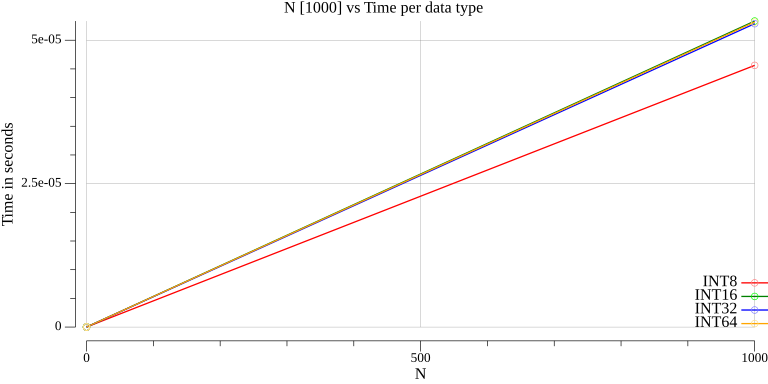 N [1000] vs Time per data type
Time in seconds
5e-05
2.5e-05
0
0
500
1000
N
INT8
INT16
INT32
INT64